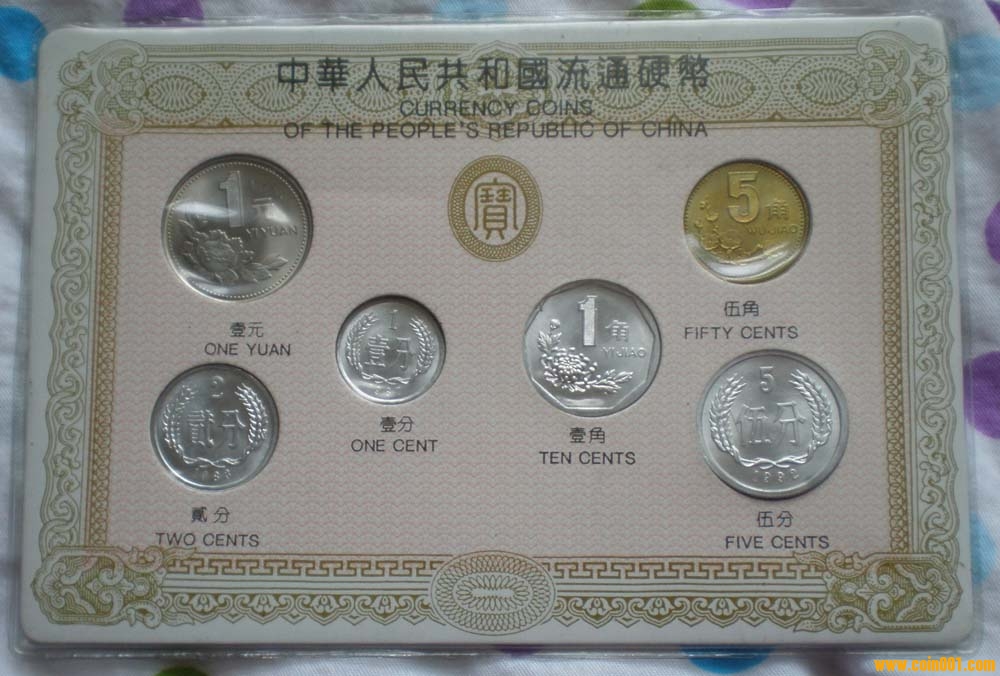 中華人民共和國流通硬幣
CURRENCY COINS
OF THE PEOPLE'S REPUBLIC OF CHINA
寶
1元
YI YUAN
壹元
ONE YUAN
1
壹分
壹分
ONE CENT
1角
YI JIAO
壹角
TEN CENTS
5角
WU JIAO
伍角
FIFTY CENTS
2
貳分
貳分
TWO CENTS
5
伍分
1992
伍分
FIVE CENTS
www.coin001.com